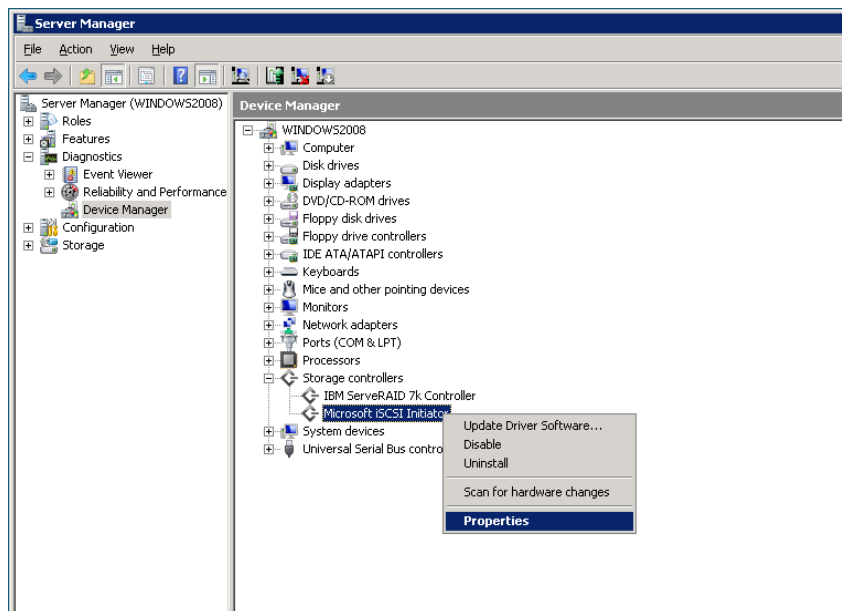 Server Manager
File Action View Help
Server Manager (WINDOWS2008)
Roles
Features
Diagnostics
Event Viewer
Reliability and Performance
Device Manager
Configuration
Storage
Device Manager
WINDOWS2008
Computer
Disk drives
Display adapters
DVD/CD-ROM drives
Floppy disk drives
Floppy drive controllers
IDE ATA/ATAPI controllers
Keyboards
Mice and other pointing devices
Monitors
Network adapters
Ports (COM & LPT)
Processors
Storage controllers
IBM ServeRAID 7k Controller
Microsoft iSCSI Initiator
System devices
Universal Serial Bus contro
Update Driver Software...
Disable
Uninstall
Scan for hardware changes
Properties